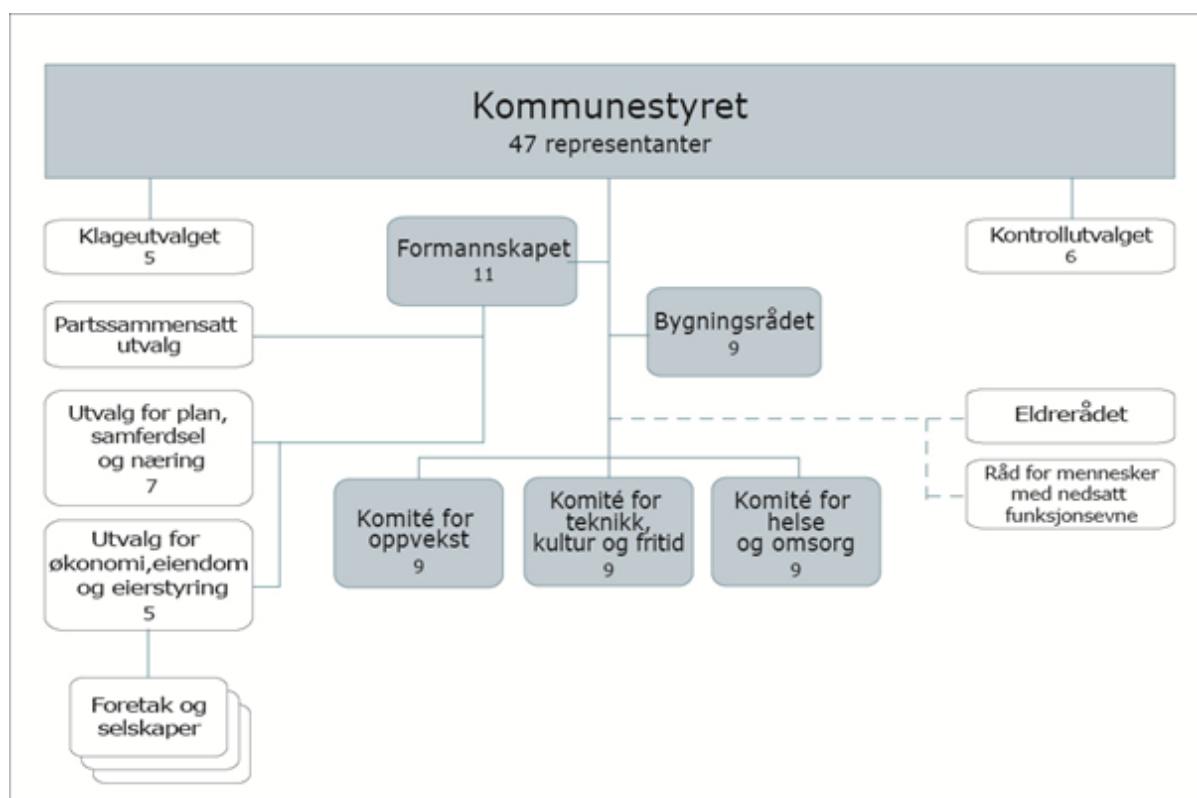 Kommunestyret
47 representanter
Klageutvalget
5
Formannskapet
11
Kontrollutvalget
6
Partssammensatt
utvalg
Bygningsrådet
9
Utvalg for plan,
samferdsel
og næring
7
Eldrerådet
Råd for mennesker
med nedsatt
funksjonsevne
Komité for
oppvekst
9
Komité for
teknikk,
kultur og fritid
9
Komité for
helse
og omsorg
9
Utvalg for
økonomi,eiendom
og eierstyring
5
Foretak og
selskaper